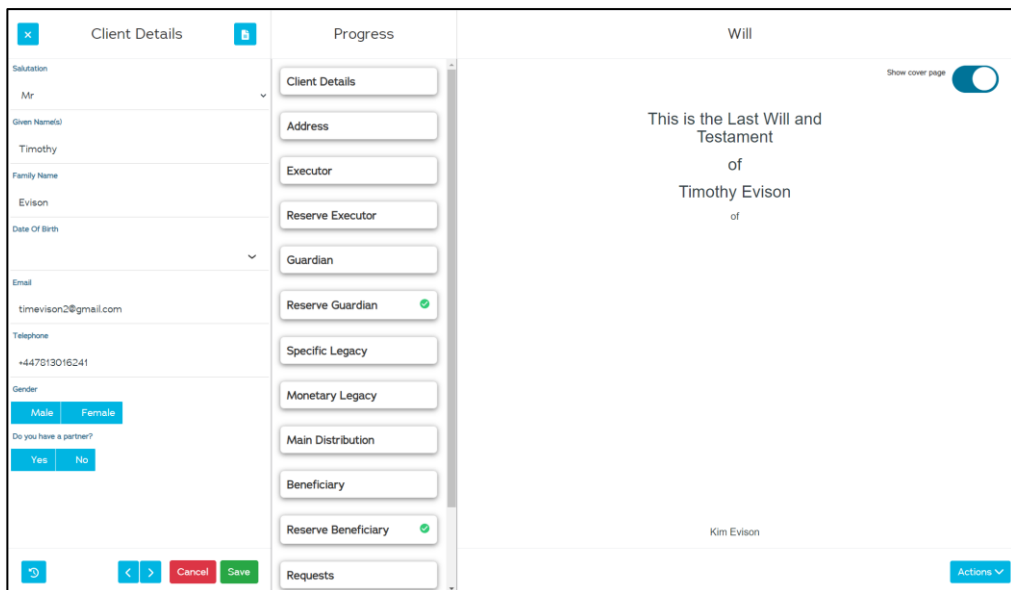 Client Details
Salutation
Mr
Given Name(s)
Timothy
Family Name
Evison
Date Of Birth
Email
timevison2@gmail.com
Telephone
+447813016241
Gender
Male Female
Do you have a partner?
Yes No
Cancel Save
Progress
Client Details
Address
Executor
Reserve Executor
Guardian
Reserve Guardian
Specific Legacy
Monetary Legacy
Main Distribution
Beneficiary
Reserve Beneficiary
Requests
Will
Show cover page
This is the Last Will and
Testament
of
Timothy Evison
of
Kim Evison
Actions